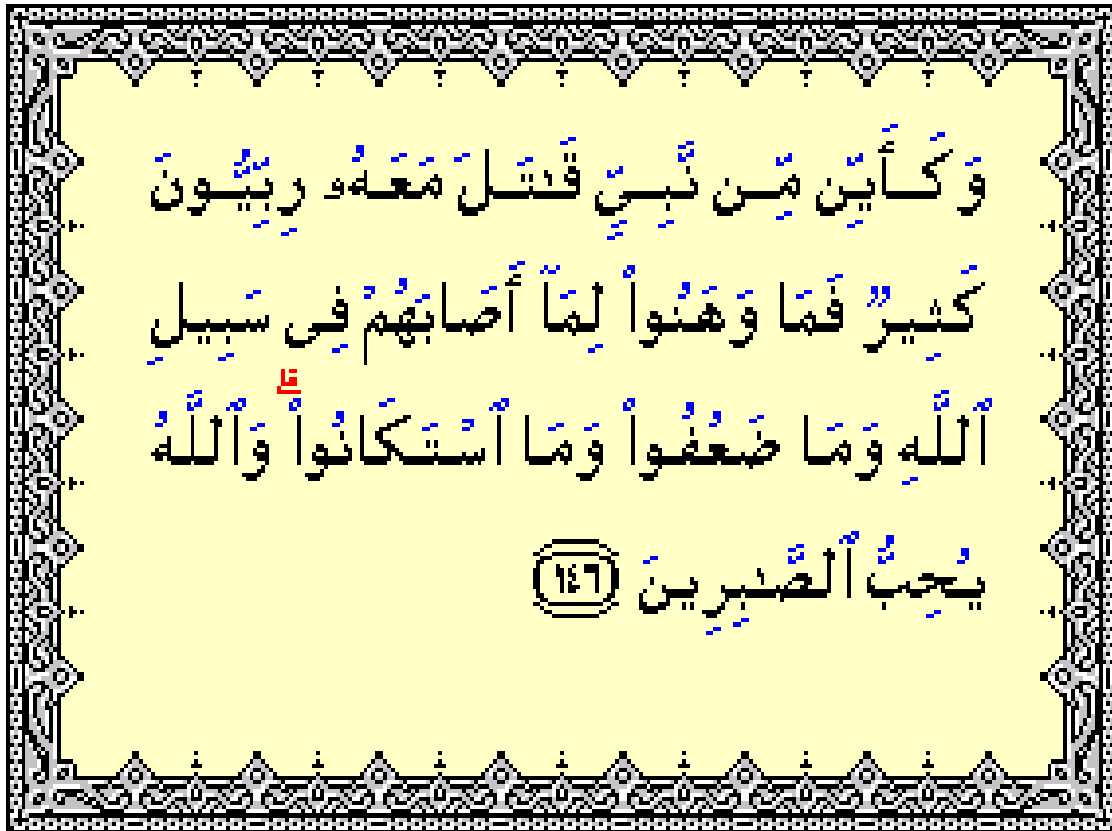 وَكَأَيِّن مِّن نَّبِيٍّ قَـٰتَلَ مَعَهُۥ رِبِّيُّونَ
كَثِيرٌ فَمَا وَهَنُوا۟ لِمَآ أَصَابَهُمْ فِى سَبِيلِ
ٱللَّهِ وَمَا ضَعُفُوا۟ وَمَا ٱسْتَكَانُوا۟ ۗ وَٱللَّهُ
يُحِبُّ ٱلصَّـٰبِرِينَ ١٤٦